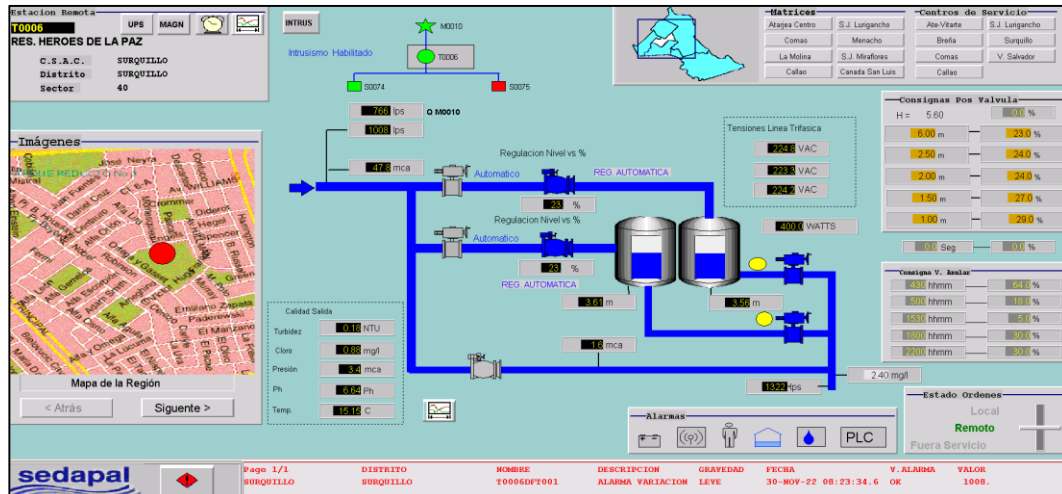 Estacion Remota
T0006
UPS
MAGN
RES. HEROES DE LA PAZ
C.S.A.C. SURQUILLO
Distrito SURQUILLO
Sector 40
INTRUS
Intrusismo Habilitado
M0010
T0006
S0074
S0075
Matrices
Atarjea Centro
S.J. Lurigancho
Comas
Menacho
La Molina
S.J. Miraflores
Callao
Canada San Luis
Centros de Servicio
Ate-Vitarte
S.J. Lurigancho
Breña
Surquillo
Comas
V. Salvador
Callao
766 lps
Q M0010
1008 lps
47.8 mca
Imágenes
Mapa de la Región
< Atrás
Siguente >
Regulacion Nivel vs %
Automatico
REG. AUTOMATICA
23 %
Regulacion Nivel vs %
Automatico
23 %
REG. AUTOMATICA
Tensiones Linea Trifasica
224.8 VAC
223.3 VAC
224.2 VAC
400.0 WATTS
3.61 m
3.56 m
1.6 mca
1322 lps
2.40 mg/l
Consignas Pos Valvula
H = 5.60
0.0 %
6.00 m 23.0 %
2.50 m 24.0 %
2.00 m 24.0 %
1.50 m 27.0 %
1.00 m 29.0 %
0.0 Seg 0.0 %
Consigna V. Anular
430 hhmm 64.0 %
500 hhmm 18.0 %
1530 hhmm 5.0 %
1800 hhmm 30.0 %
2200 hhmm
Calidad Salida
Turbidez 0.18 NTU
Cloro 0.88 mg/l
Presión 3.4 mca
Ph 6.64 Ph
Temp. 15.15 C
Alarmas
PLC
Estado Ordenes
Local
Remoto
Fuera Servicio
sedapal
Page 1/1 DISTRITO NOMBRE DESCRIPCION GRAVEDAD FECHA V.ALARMA VALOR
SURQUILLO SURQUILLO T0006DFT001 ALARMA VARIACION LEVE 30-NOV-22 08:23:34.6 OK 1008.